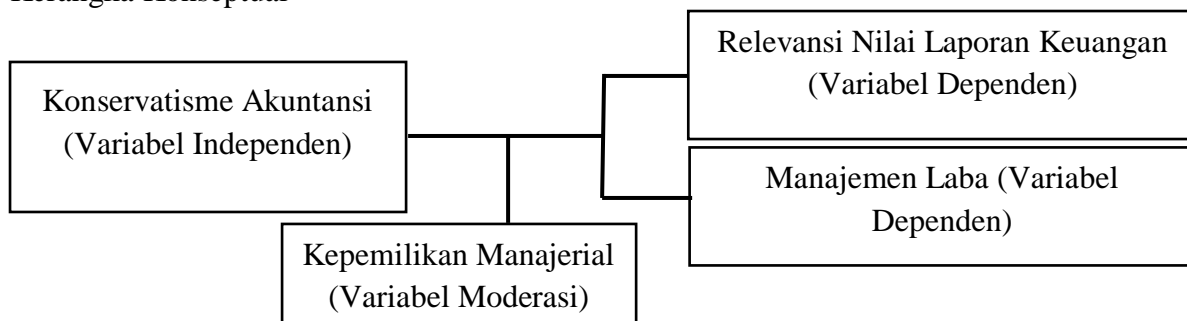 Kerangka Konseptual
Relevansi Nilai Laporan Keuangan
(Variabel Dependen)
Konservatisme Akuntansi
(Variabel Independen)
Manajemen Laba (Variabel
Dependen)
Kepemilikan Manajerial
(Variabel Moderasi)